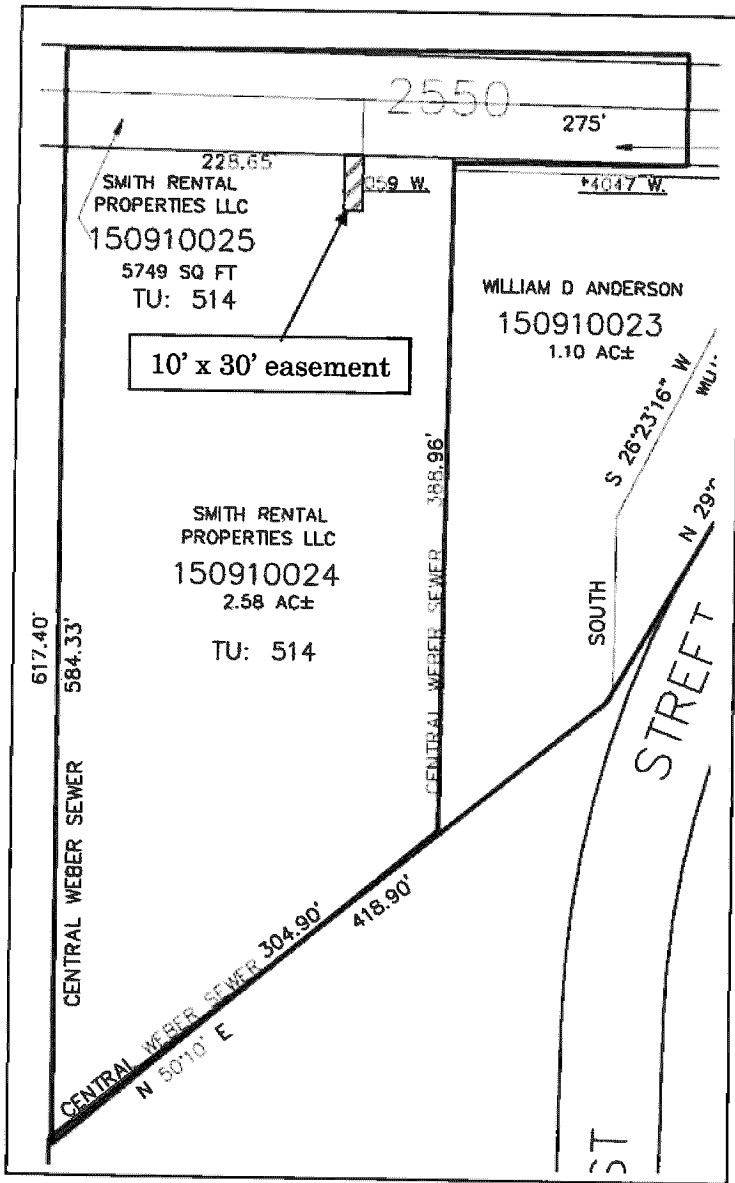 2550
275'
228.65
059 W.
*4047 W.
SMITH RENTAL
PROPERTIES LLC
150910025
5749 SQ FT
TU: 514
WILLIAM D ANDERSON
150910023
1.10 AC±
10' x 30' easement
S 26°23'16" W
N 29°
SOUTH
388.96'
CENTRAL WEBER SEWER
SMITH RENTAL
PROPERTIES LLC
150910024
2.58 AC±
TU: 514
617.40'
584.33'
CENTRAL WEBER SEWER
STREET
304.90'
418.90'
CENTRAL WEBER SEWER
N 50°10' E
ST